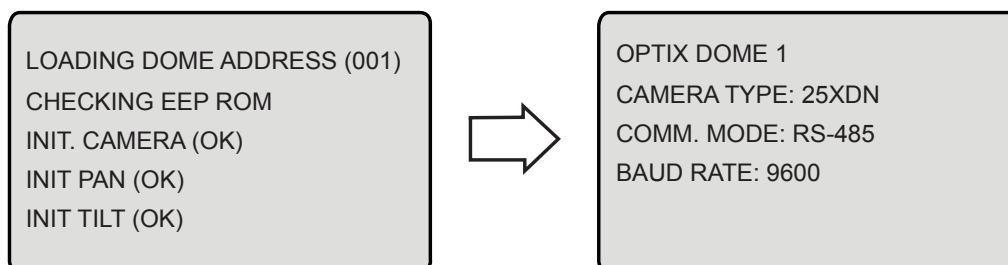 LOADING DOME ADDRESS (001)
CHECKING EEP ROM
INIT. CAMERA (OK)
INIT PAN (OK)
INIT TILT (OK)
OPTIX DOME 1
CAMERA TYPE: 25XDN
COMM. MODE: RS-485
BAUD RATE: 9600